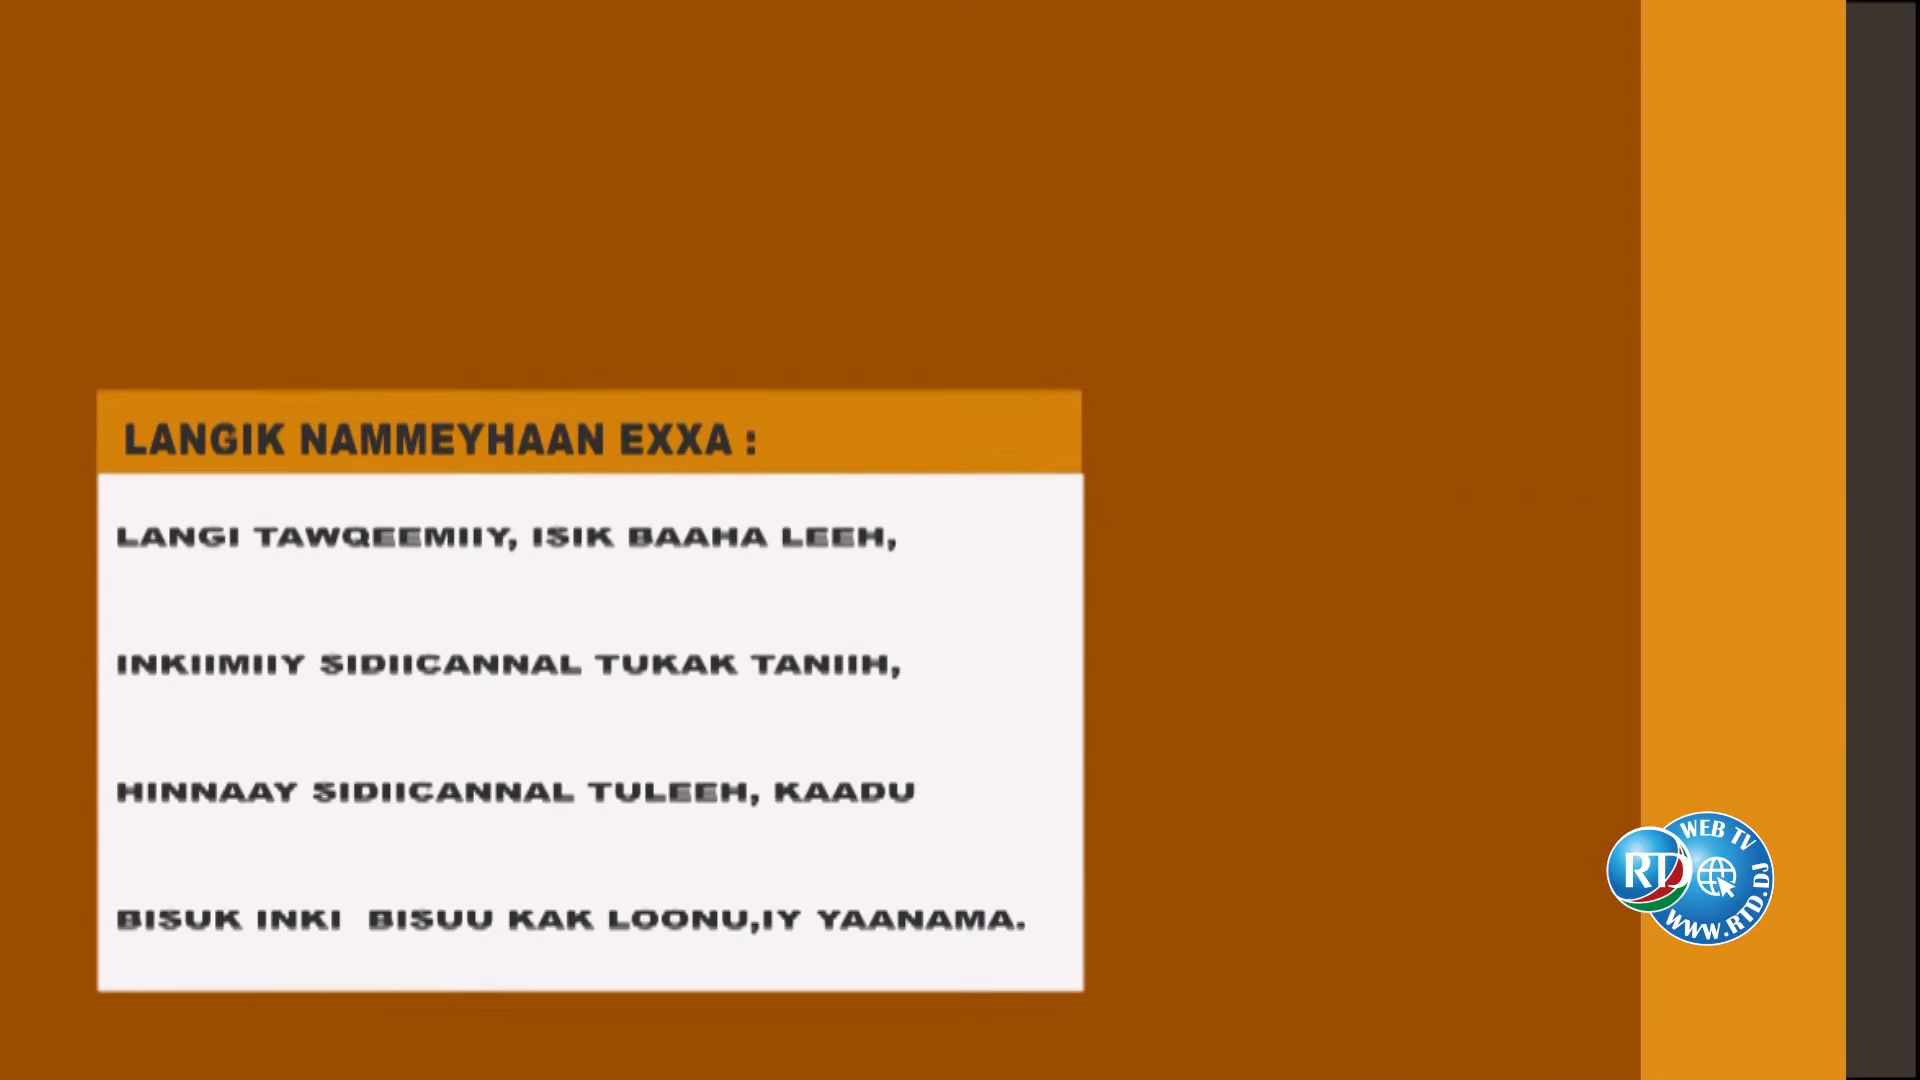 LANGIK NAMMEYHAAN EXXA :
LANGI TAWQEEMIIY, ISIK BAAHA LEEH,
INKIIMIIY SIDIICANNAL TUKAK TANIIH,
HINNAAY SIDIICANNAL TULEEH, KAADU
BISUK INKI  BISUU KAK LOONU,IY YAANAMA.
WEB TV
RTD
WWW.RTD.DJ